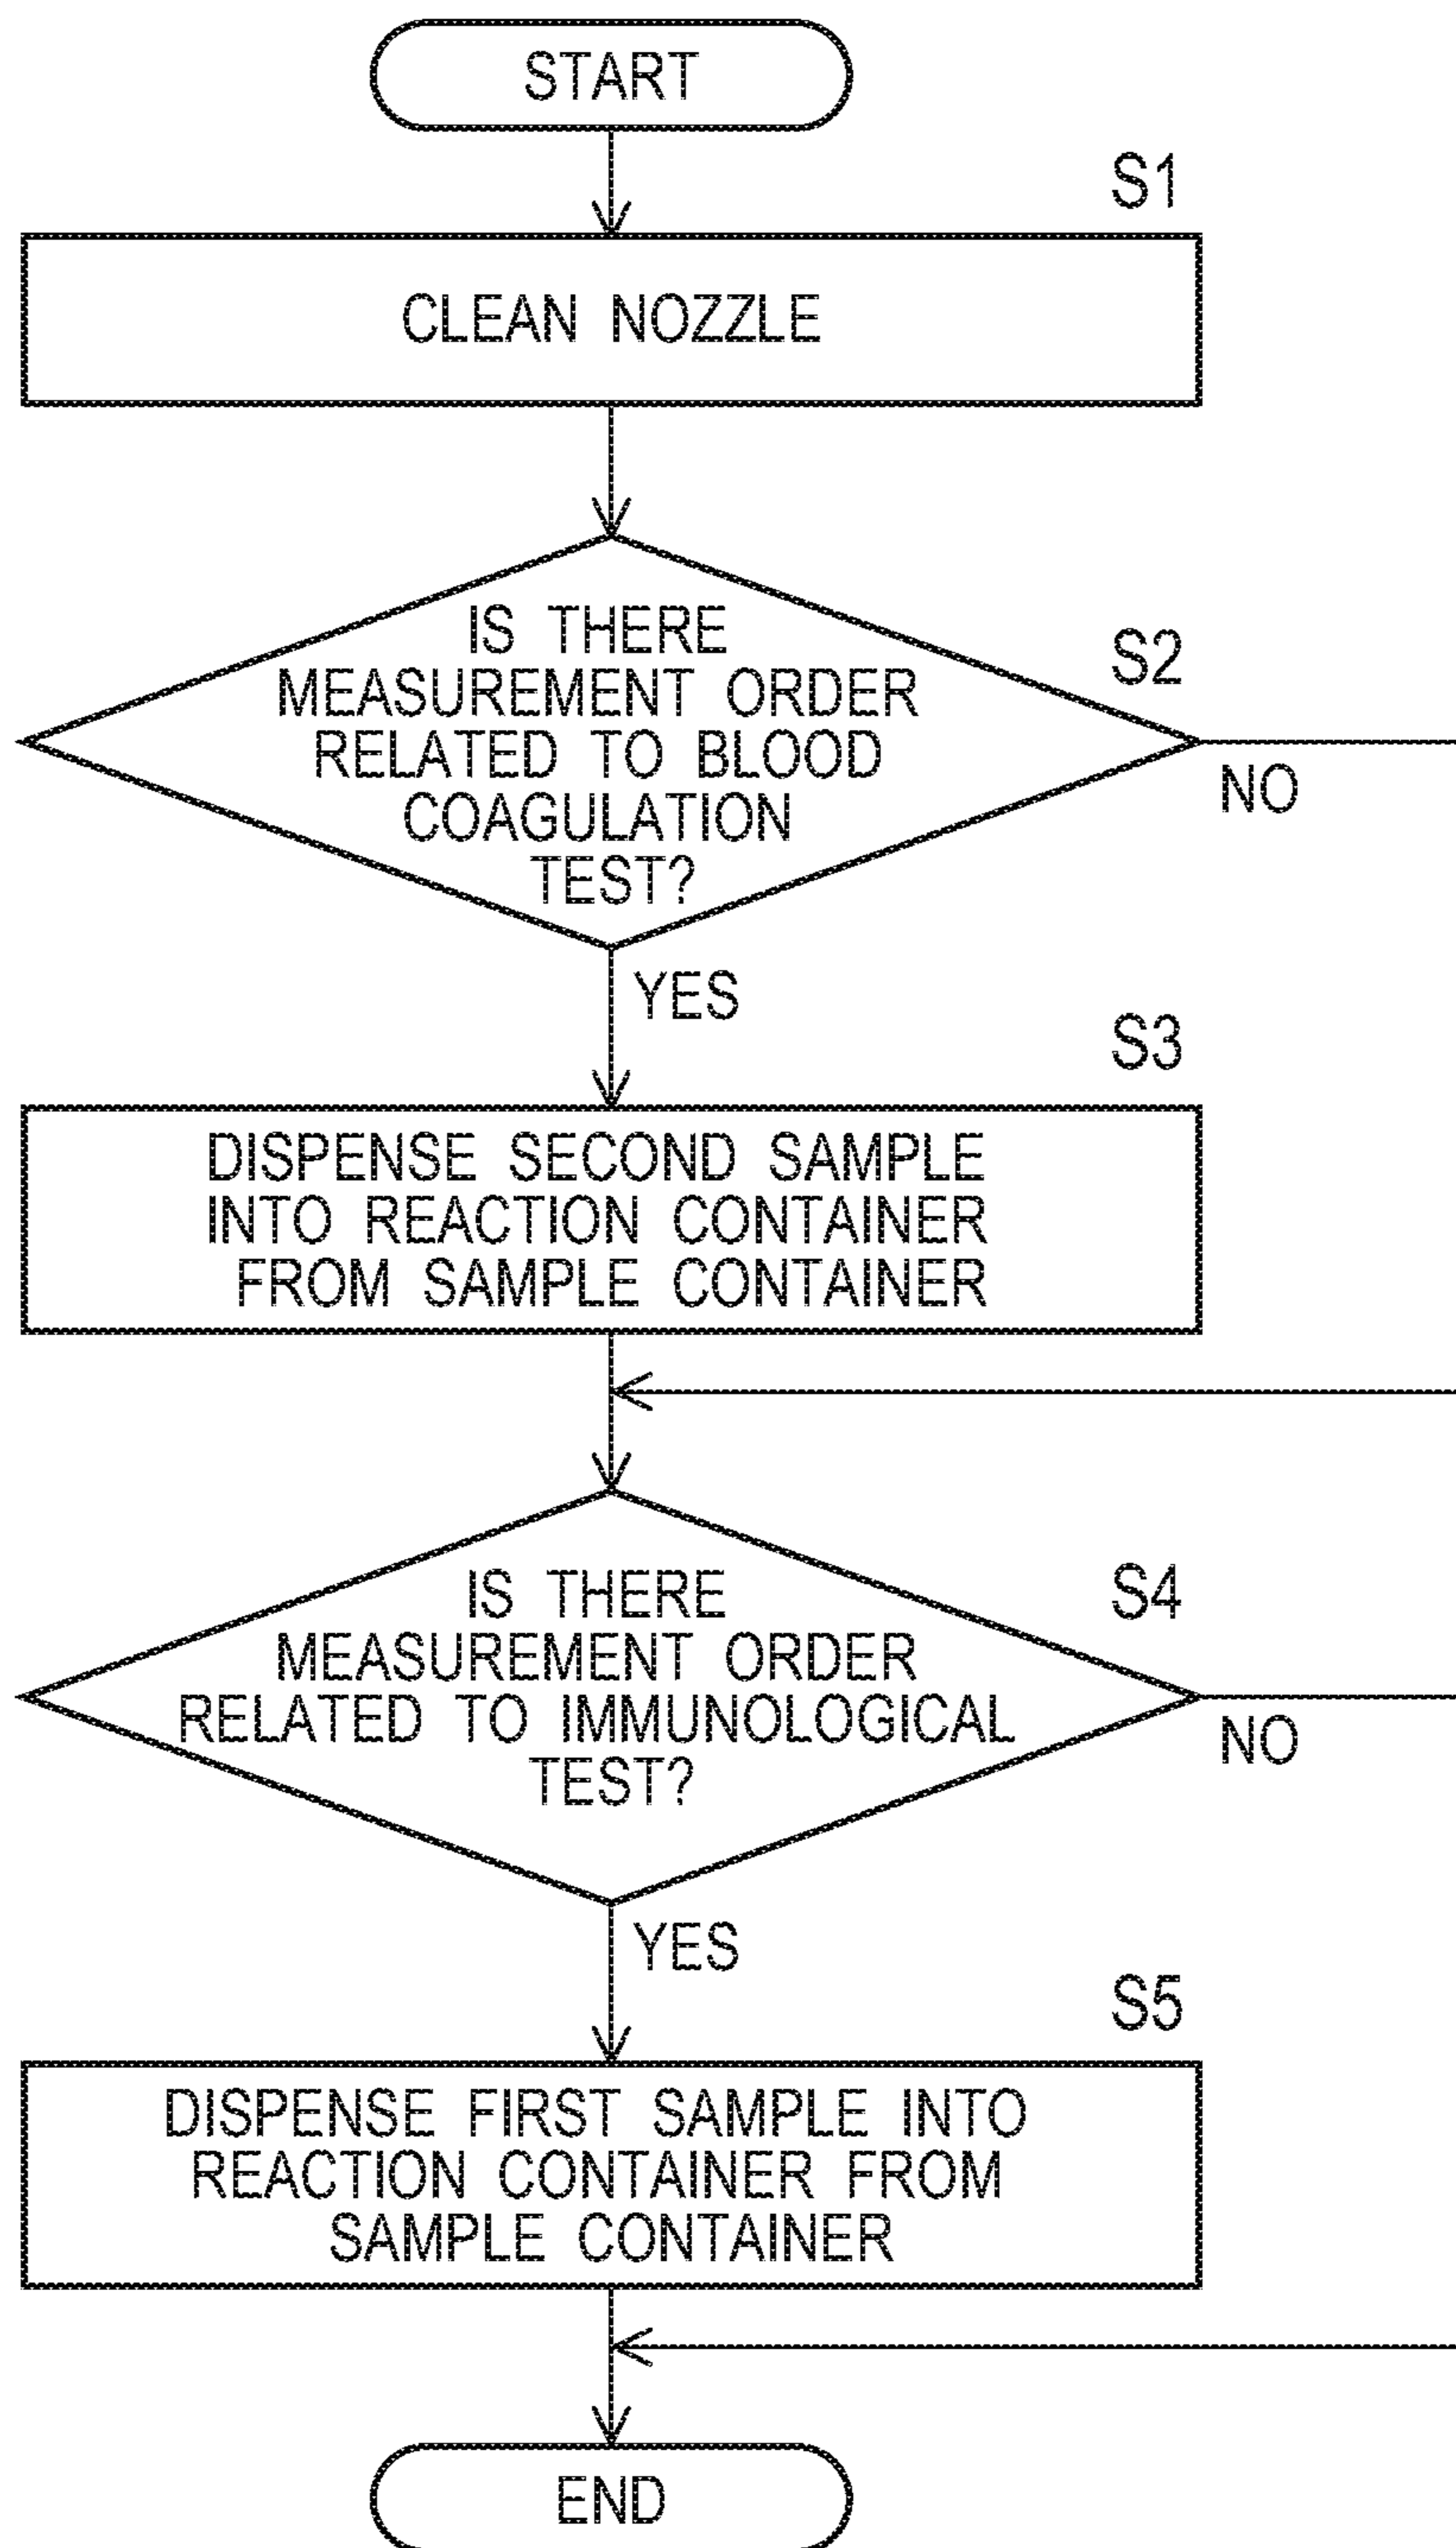 START
S1
CLEAN NOZZLE
IS THERE
MEASUREMENT ORDER
RELATED TO BLOOD
COAGULATION
TEST?
S2
NO
YES
S3
DISPENSE SECOND SAMPLE
INTO REACTION CONTAINER
FROM SAMPLE CONTAINER
IS THERE
MEASUREMENT ORDER
RELATED TO IMMUNOLOGICAL
TEST?
S4
NO
YES
S5
DISPENSE FIRST SAMPLE INTO
REACTION CONTAINER FROM
SAMPLE CONTAINER
END